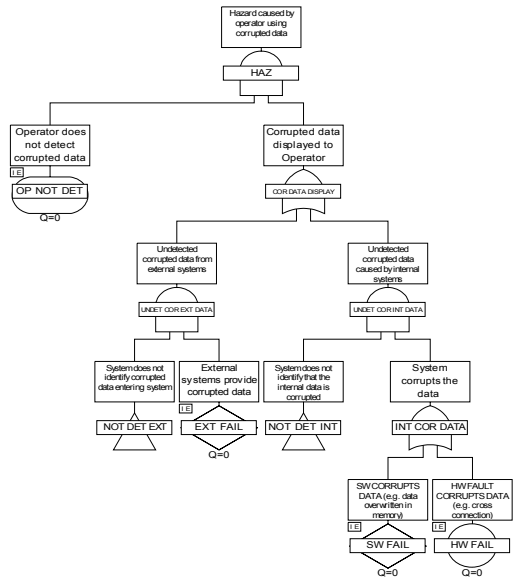 Hazard caused by
operator using
corrupted data
HAZ
Operator does
not detect
corrupted data
IE
OP NOT DET
Q=0
Corrupted data
displayed to
Operator
COR DATA DISPLAY
Undetected
corrupted data from
external systems
UNDET COR EXT DATA
Undetected
corrupted data
caused by internal
systems
UNDET COR INT DATA
System does not
identify corrupted
data entering system
NOT DET EXT
External
systems provide
corrupted data
IE
EXT FAIL
Q=0
System does not
identify that the
internal data is
corrupted
NOT DET INT
System
corrupts the
data
INT COR DATA
SW CORRUPTS
DATA (e.g. data
overwritten in
memory)
IE
SW FAIL
Q=0
HW FAULT
CORRUPTS DATA
(e.g. cross
connection)
IE
HW FAIL
Q=0